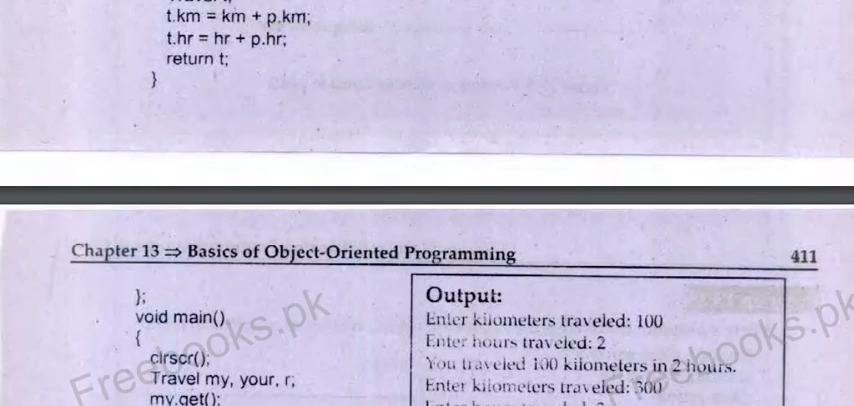 t.km = km + p.km;
t.hr = hr + p.hr;
return t;
}
Chapter 13 ⇒ Basics of Object-Oriented Programming 411
};
void main()
{
clrscr();
Travel my, your, r;
my.get();
Output:
Enter kilometers traveled: 100
Enter hours traveled: 2
You traveled 100 kilometers in 2 hours.
Enter kilometers traveled: 300
Freebooks.pk
Freebooks.pk